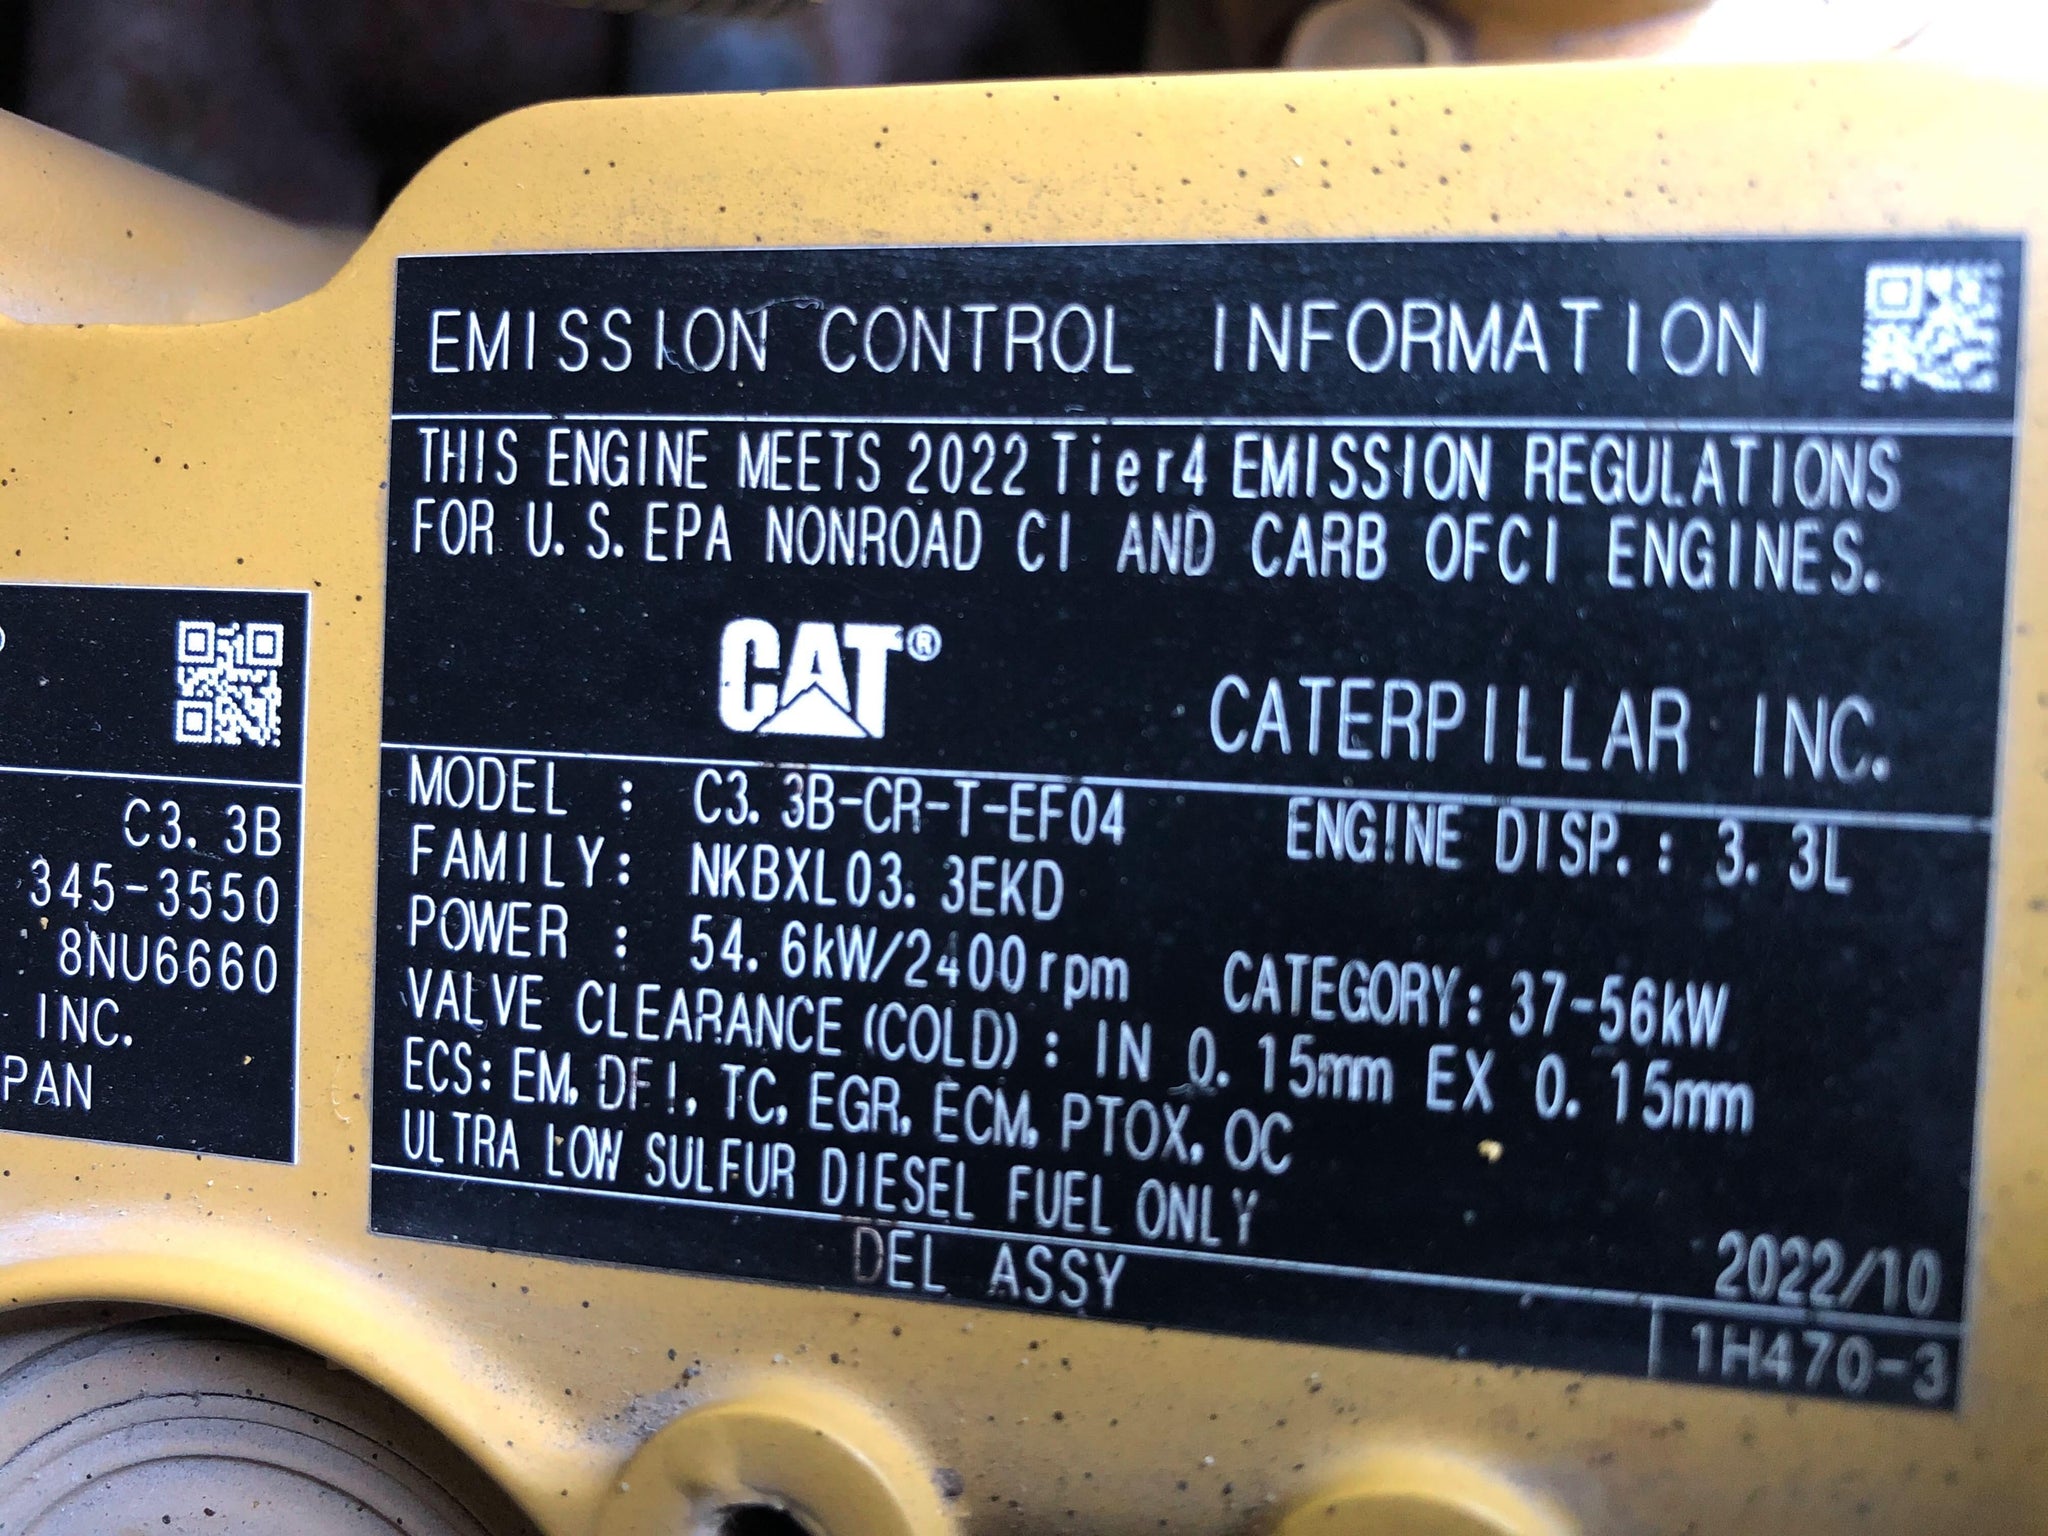 EMISSION CONTROL INFORMATION
THIS ENGINE MEETS 2022 Tier4 EMISSION REGULATIONS
FOR U.S.EPA NONROAD CI AND CARB OFCI ENGINES.
CAT®
CATERPILLAR INC.
MODEL : C3.3B-CR-T-EF04 ENGINE DISP.: 3.3L
FAMILY: NKBXL03.3EKD
POWER : 54.6kW/2400rpm CATEGORY: 37-56kW
VALVE CLEARANCE (COLD) : IN 0.15mm EX 0.15mm
ECS: EM, DFI, TC, EGR, ECM, PTOX, OC
ULTRA LOW SULFUR DIESEL FUEL ONLY
2022/10
DEL ASSY
1H470-3
C3.3B
345-3550
8NU6660
INC.
PAN